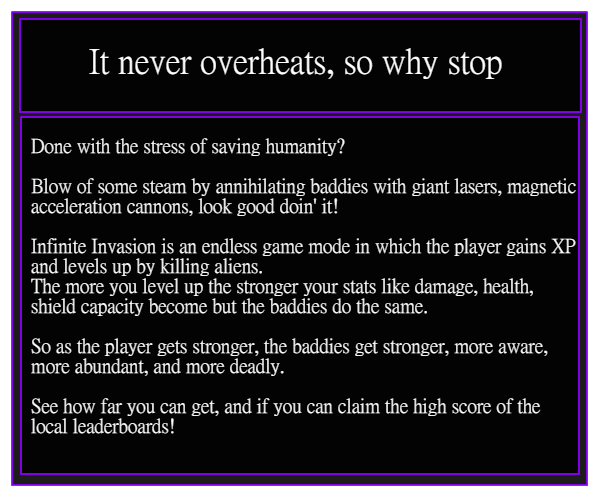 It never overheats, so why stop
Done with the stress of saving humanity?
Blow of some steam by annihilating baddies with giant lasers, magnetic
acceleration cannons, look good doin' it!
Infinite Invasion is an endless game mode in which the player gains XP
and levels up by killing aliens.
The more you level up the stronger your stats like damage, health,
shield capacity become but the baddies do the same.
So as the player gets stronger, the baddies get stronger, more aware,
more abundant, and more deadly.
See how far you can get, and if you can claim the high score of the
local leaderboards!